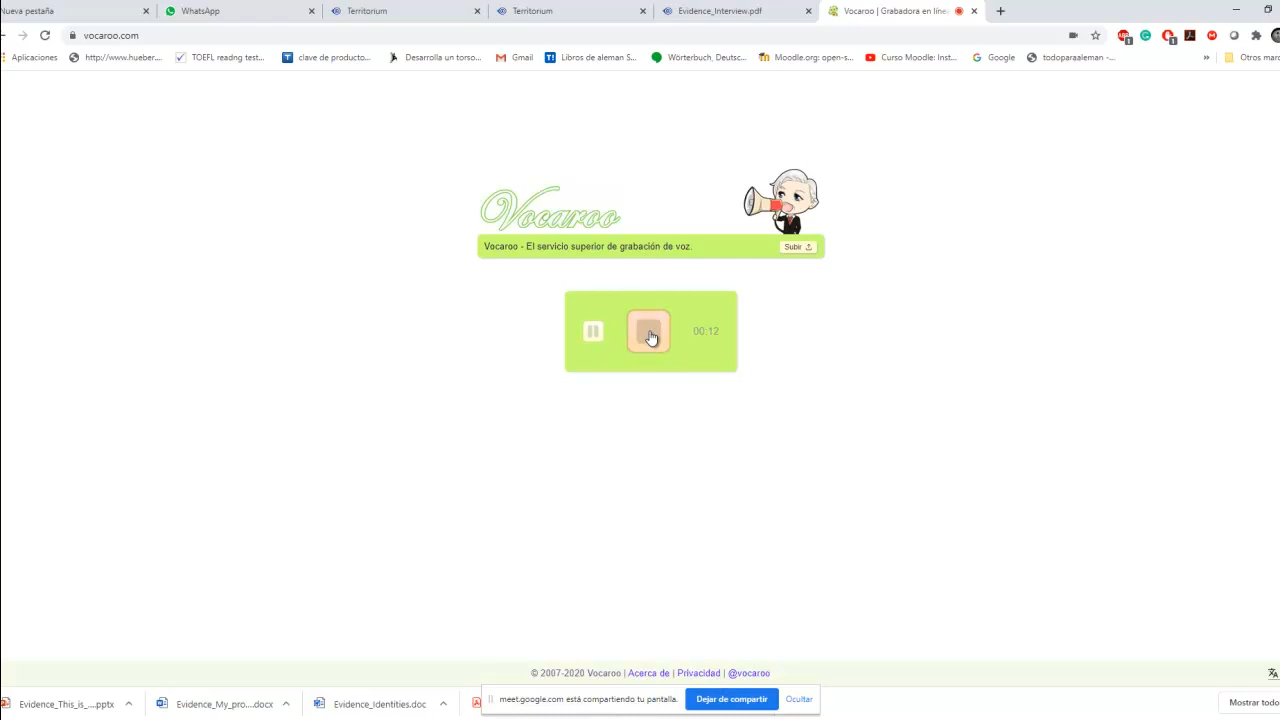 Nueva pestaña
WhatsApp
Territorium
Territorium
Evidence_Interview.pdf
Vocaroo | Grabadora en líne
vocaroo.com
Aplicaciones
http://www.hueber...
TOEFL readng test...
clave de producto...
Desarrolla un torso...
Gmail
Libros de aleman S...
Wörterbuch, Deutsc...
Moodle.org: open-s...
Curso Moodle: Inst...
Google
todoparaaleman -...
»
Otros marc
Vocaroo
Vocaroo - El servicio superior de grabación de voz.
Subir
00:12
© 2007-2020 Vocaroo | Acerca de | Privacidad | @vocaroo
Evidence_My_pro....docx
Evidence_Identities.doc
meet.google.com está compartiendo tu pantalla.
Dejar de compartir
Ocultar
Mostrar todo